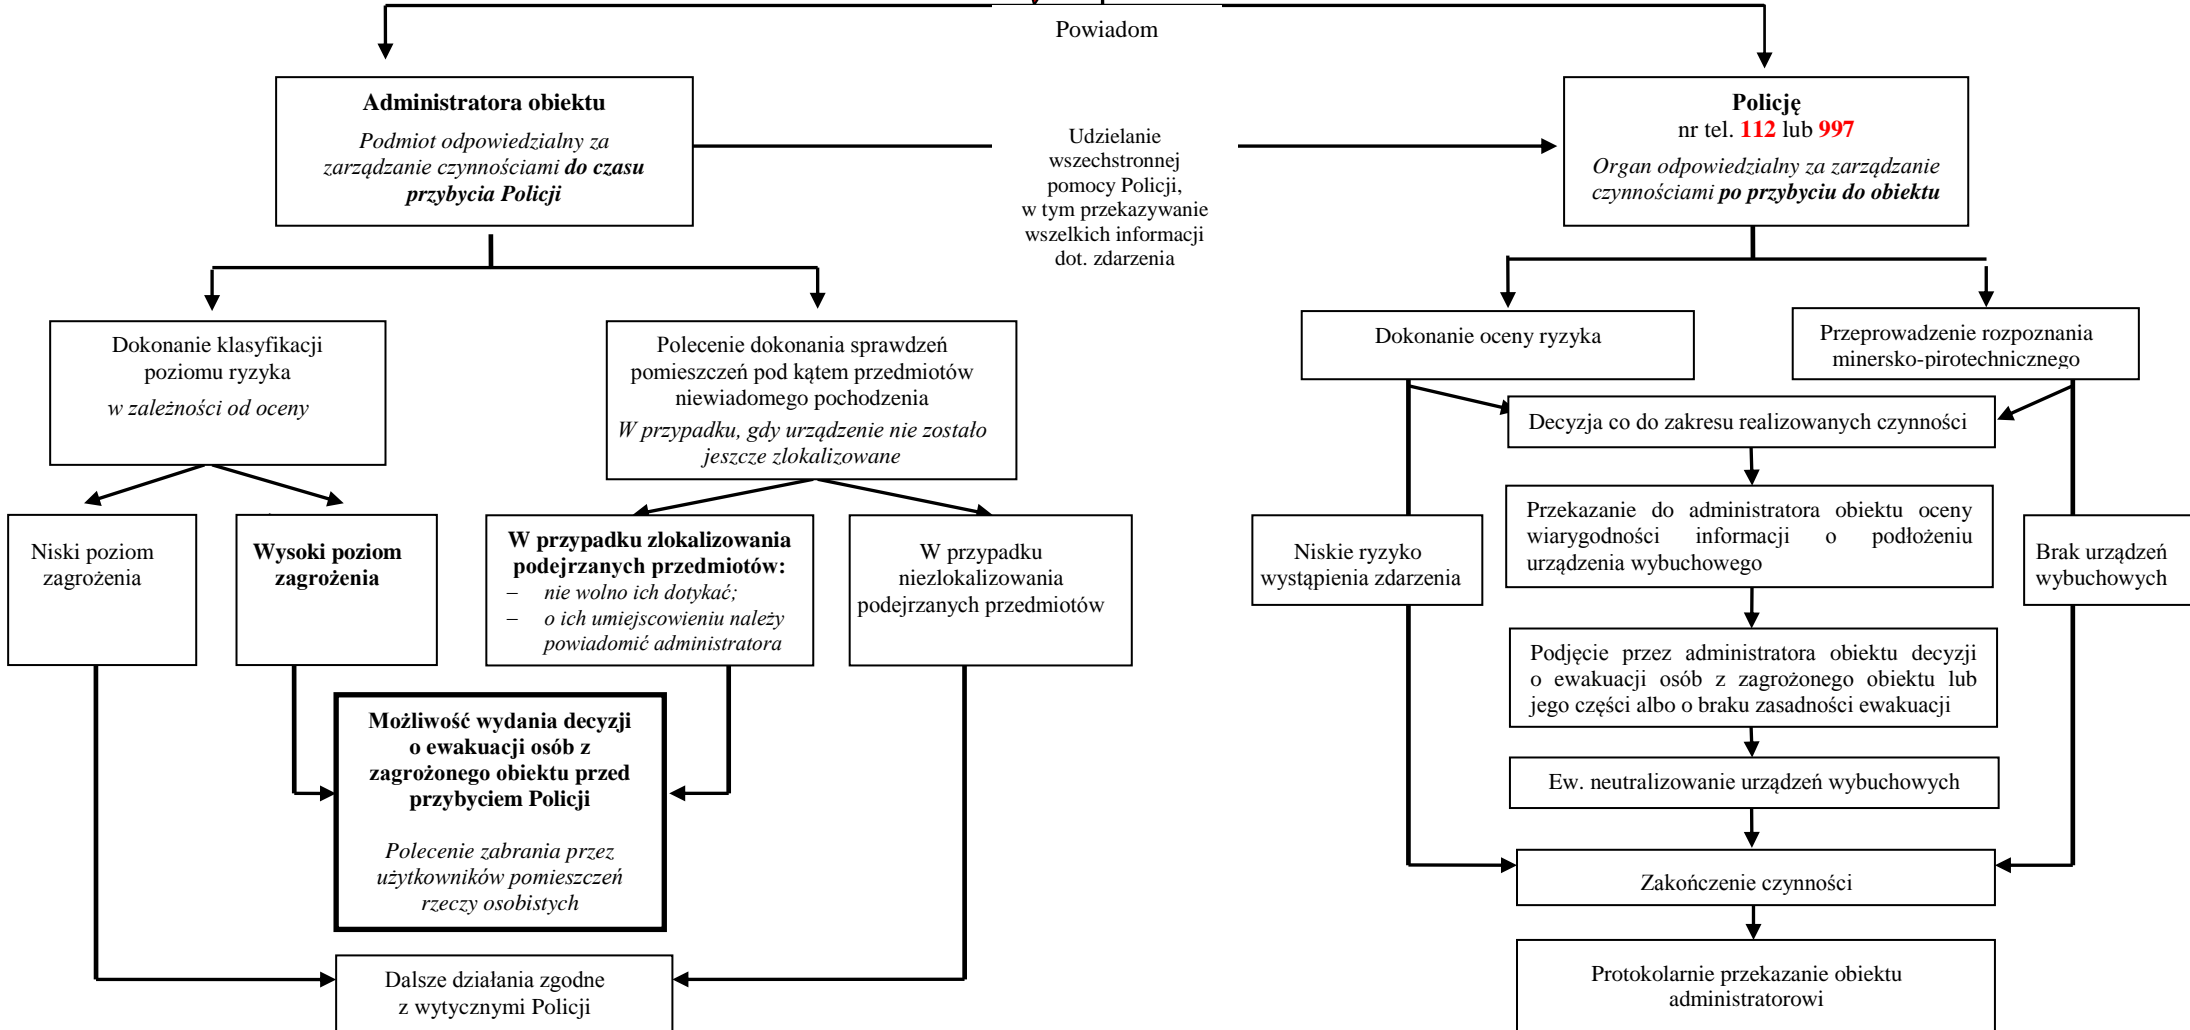 Powiadom
Administratora obiektu
Podmiot odpowiedzialny za
zarządzanie czynnościami do czasu
przybycia Policji
Udzielanie
wszechstronnej
pomocy Policji,
w tym przekazywanie
wszelkich informacji
dot. zdarzenia
Policję
nr tel. 112 lub 997
Organ odpowiedzialny za zarządzanie
czynnościami po przybyciu do obiektu
Dokonanie klasyfikacji
poziomu ryzyka
w zależności od oceny
Polecenie dokonania sprawdzeń
pomieszczeń pod kątem przedmiotów
niewiadomego pochodzenia
W przypadku, gdy urządzenie nie zostało
jeszcze zlokalizowane
Dokonanie oceny ryzyka
Przeprowadzenie rozpoznania
minersko-pirotechnicznego
Decyzja co do zakresu realizowanych czynności
Niski poziom
zagrożenia
Wysoki poziom
zagrożenia
W przypadku zlokalizowania
podejrzanych przedmiotów:
– nie wolno ich dotykać;
– o ich umiejscowieniu należy
powiadomić administratora
W przypadku
niezlokalizowania
podejrzanych przedmiotów
Niskie ryzyko
wystąpienia zdarzenia
Przekazanie do administratora obiektu oceny
wiarygodności informacji o podłożeniu
urządzenia wybuchowego
Brak urządzeń
wybuchowych
Podjęcie przez administratora obiektu decyzji
o ewakuacji osób z zagrożonego obiektu lub
jego części albo o braku zasadności ewakuacji
Możliwość wydania decyzji
o ewakuacji osób z
zagrożonego obiektu przed
przybyciem Policji
Polecenie zabrania przez
użytkowników pomieszczeń
rzeczy osobistych
Ew. neutralizowanie urządzeń wybuchowych
Zakończenie czynności
Dalsze działania zgodne
z wytycznymi Policji
Protokolarnie przekazanie obiektu
administratorowi